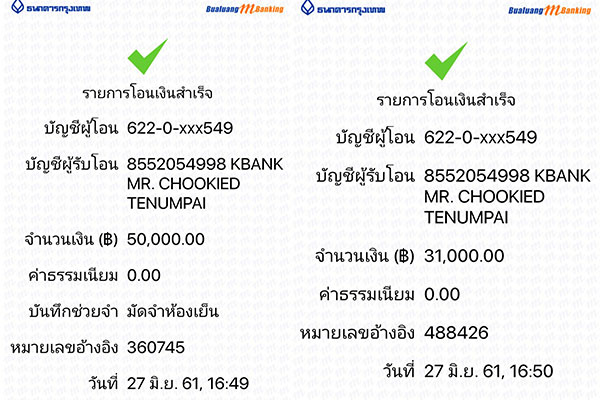 ธนาคารกรุงเทพ
Bualuang mBanking
รายการโอนเงินสำเร็จ
บัญชีผู้โอน 622-0-xxx549
บัญชีผู้รับโอน 8552054998 KBANK
MR. CHOOKIED
TENUMPAI
จำนวนเงิน (฿) 50,000.00
ค่าธรรมเนียม 0.00
บันทึกช่วยจำ มัดจำห้องเย็น
หมายเลขอ้างอิง 360745
วันที่ 27 มิ.ย. 61, 16:49
ธนาคารกรุงเทพ
Bualuang mBanking
รายการโอนเงินสำเร็จ
บัญชีผู้โอน 622-0-xxx549
บัญชีผู้รับโอน 8552054998 KBANK
MR. CHOOKIED
TENUMPAI
จำนวนเงิน (฿) 31,000.00
ค่าธรรมเนียม 0.00
หมายเลขอ้างอิง 488426
วันที่ 27 มิ.ย. 61, 16:50